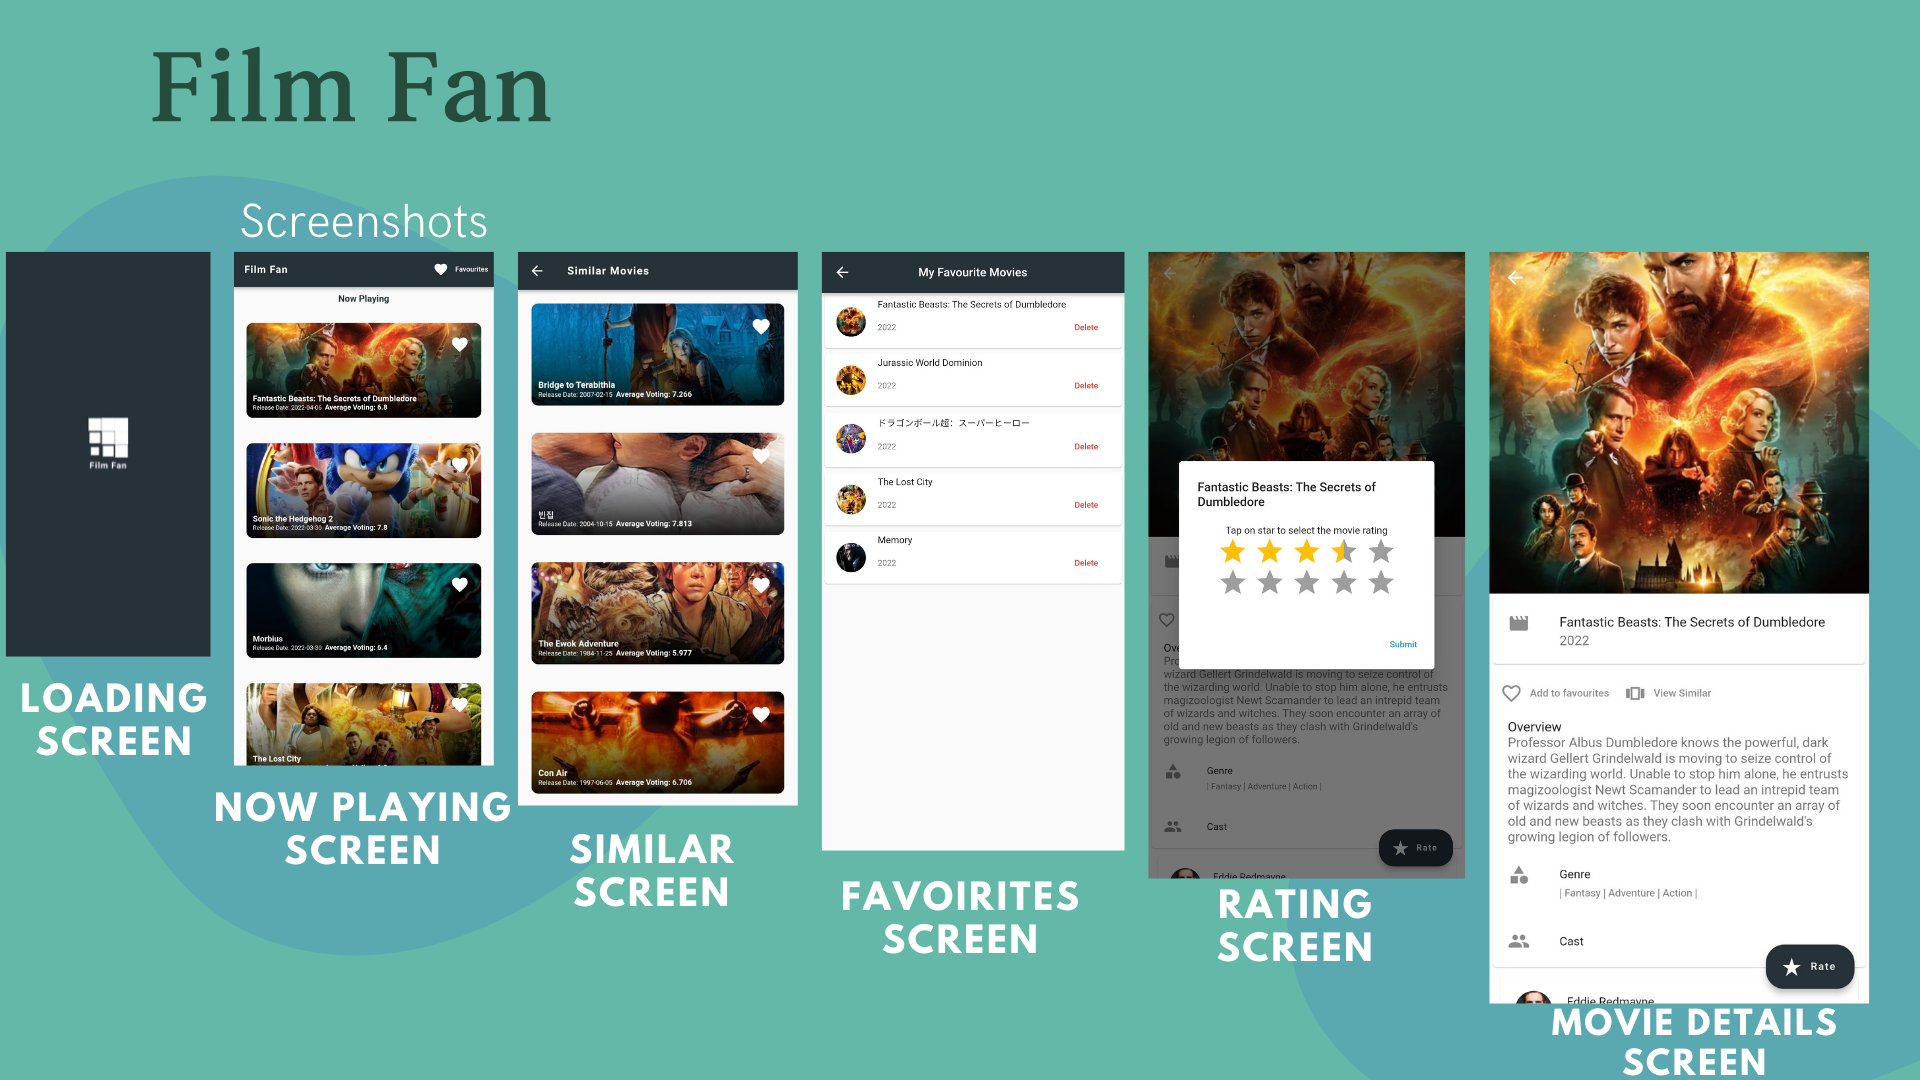 Film Fan
Screenshots
Film Fan
LOADING
SCREEN
Film Fan
Favourites
Now Playing
Fantastic Beasts: The Secrets of Dumbledore
Release Date: 2022-04-06 Average Voting: 6.8
Sonic the Hedgehog 2
Release Date: 2022-03-30 Average Voting: 7.8
Morbius
Release Date: 2022-03-30 Average Voting: 6.4
The Lost City
NOW PLAYING
SCREEN
Similar Movies
Bridge to Terabithia
Release Date: 2007-02-15 Average Voting: 7.266
빈집
Release Date: 2004-10-15 Average Voting: 7.813
The Ewok Adventure
Release Date: 1984-11-25 Average Voting: 5.977
Con Air
Release Date: 1997-06-05 Average Voting: 6.706
SIMILAR
SCREEN
My Favourite Movies
Fantastic Beasts: The Secrets of Dumbledore
2022 Delete
Jurassic World Dominion
2022 Delete
ドラゴンボール超：スーパーヒーロー
2022 Delete
The Lost City
2022 Delete
Memory
2022 Delete
FAVOIRITES
SCREEN
Fantastic Beasts: The Secrets of
Dumbledore
Tap on star to select the movie rating
Submit
Ove
Prof
wizard Gellert Grindelwald is moving to seize control of
the wizarding world. Unable to stop him alone, he entrusts
magizoologist Newt Scamander to lead an intrepid team
of wizards and witches. They soon encounter an array of
old and new beasts as they clash with Grindelwald's
growing legion of followers.
Genre
| Fantasy | Adventure | Action |
Cast
Rate
Eddie Redmayne
RATING
SCREEN
Fantastic Beasts: The Secrets of Dumbledore
2022
Add to favourites
View Similar
Overview
Professor Albus Dumbledore knows the powerful, dark
wizard Gellert Grindelwald is moving to seize control of
the wizarding world. Unable to stop him alone, he entrusts
magizoologist Newt Scamander to lead an intrepid team
of wizards and witches. They soon encounter an array of
old and new beasts as they clash with Grindelwald's
growing legion of followers.
Genre
| Fantasy | Adventure | Action |
Cast
Rate
Eddie Redmayne
MOVIE DETAILS
SCREEN